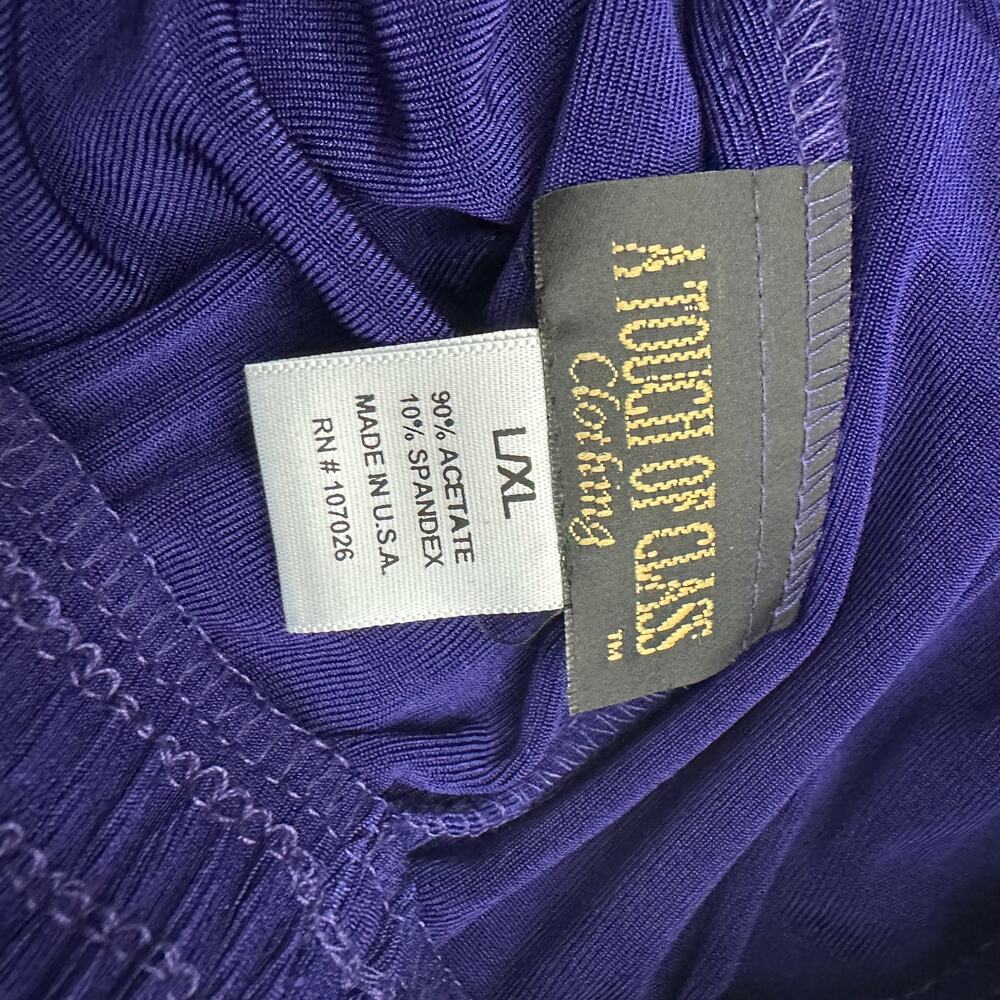 A TOUCH OF CLASS
Clothing
TM
L/XL
90% ACETATE
10% SPANDEX
MADE IN U.S.A.
RN # 107026